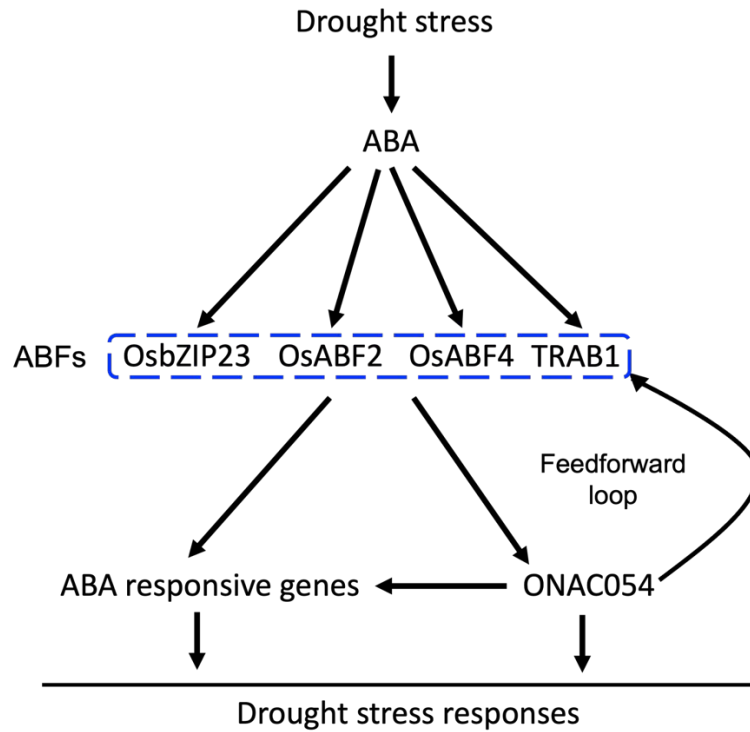 Drought stress
ABA
ABFs OsbZIP23 OsABF2 OsABF4 TRAB1
Feedforward
loop
ABA responsive genes ONAC054
Drought stress responses